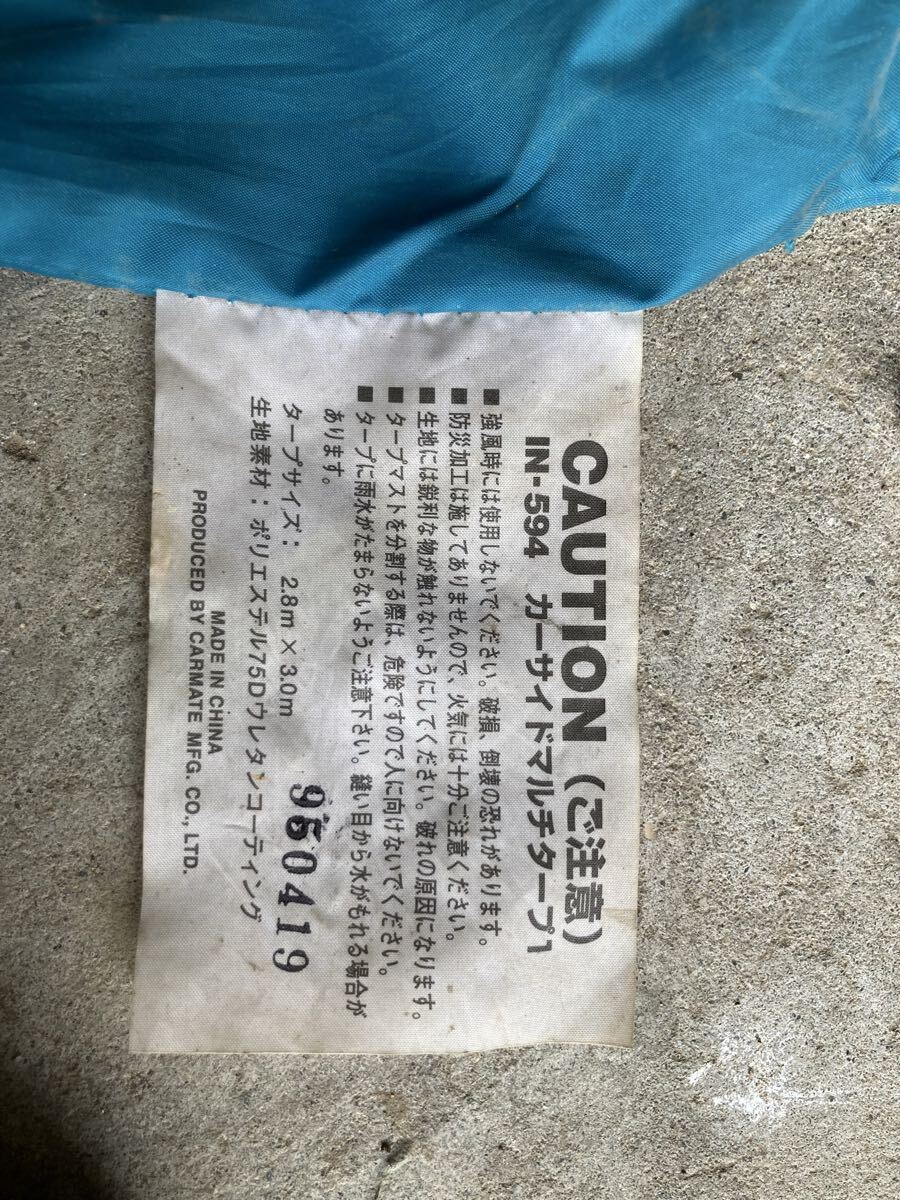 CAUTION（ご注意）
IN-594　カーサイドマルチタープ1
■ 強風時には使用しないでください。破損、倒壊の恐れがあります。
■ 防災加工は施してありませんので、火気には十分ご注意ください。
■ 生地には鋭利な物が触れないようにしてください。破れの原因になります。
■ タープマストを分割する際は、危険ですので人に向けないでください。
■ タープに雨水がたまらないようご注意下さい。縫い目から水がもれる場合が
あります。
タープサイズ： 2.8m × 3.0m
生地素材：ポリエステル75Dウレタンコーティング
950419
MADE IN CHINA
PRODUCED BY CARMATE MFG. CO., LTD.